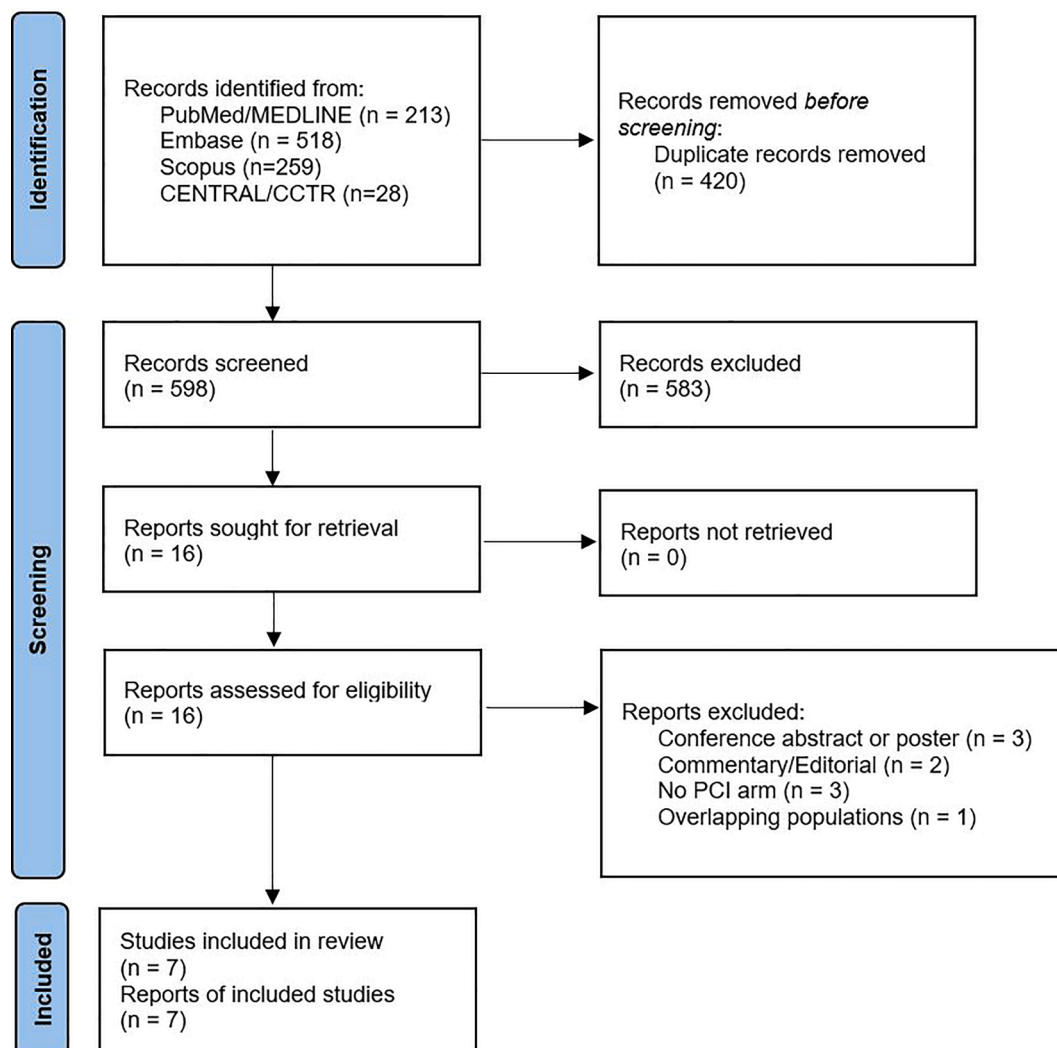 Identification
Records identified from:
PubMed/MEDLINE (n = 213)
Embase (n = 518)
Scopus (n=259)
CENTRAL/CCTR (n=28)
Records removed before
screening:
Duplicate records removed
(n = 420)
Screening
Records screened
(n = 598)
Records excluded
(n = 583)
Reports sought for retrieval
(n = 16)
Reports not retrieved
(n = 0)
Reports assessed for eligibility
(n = 16)
Reports excluded:
Conference abstract or poster (n = 3)
Commentary/Editorial (n = 2)
No PCI arm (n = 3)
Overlapping populations (n = 1)
Included
Studies included in review
(n = 7)
Reports of included studies
(n = 7)